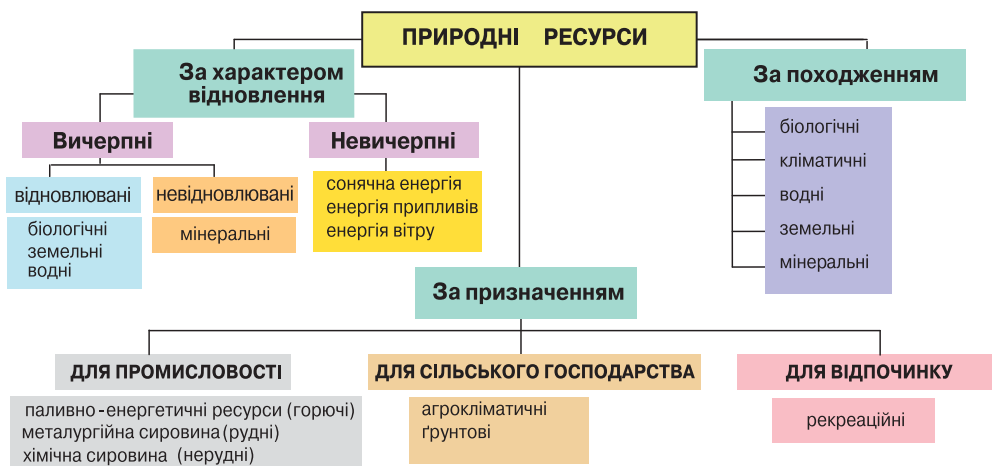 ПРИРОДНІ РЕСУРСИ
За характером
відновлення
Вичерпні
відновлювані
біологічні
земельні
водні
невідновлювані
мінеральні
Невичерпні
сонячна енергія
енергія припливів
енергія вітру
За походженням
біологічні
кліматичні
водні
земельні
мінеральні
За призначенням
ДЛЯ ПРОМИСЛОВОСТІ
паливно-енергетичні ресурси (горючі)
металургійна сировина (рудні)
хімічна сировина (нерудні)
ДЛЯ СІЛЬСЬКОГО ГОСПОДАРСТВА
агрокліматичні
ґрунтові
ДЛЯ ВІДПОЧИНКУ
рекреаційні